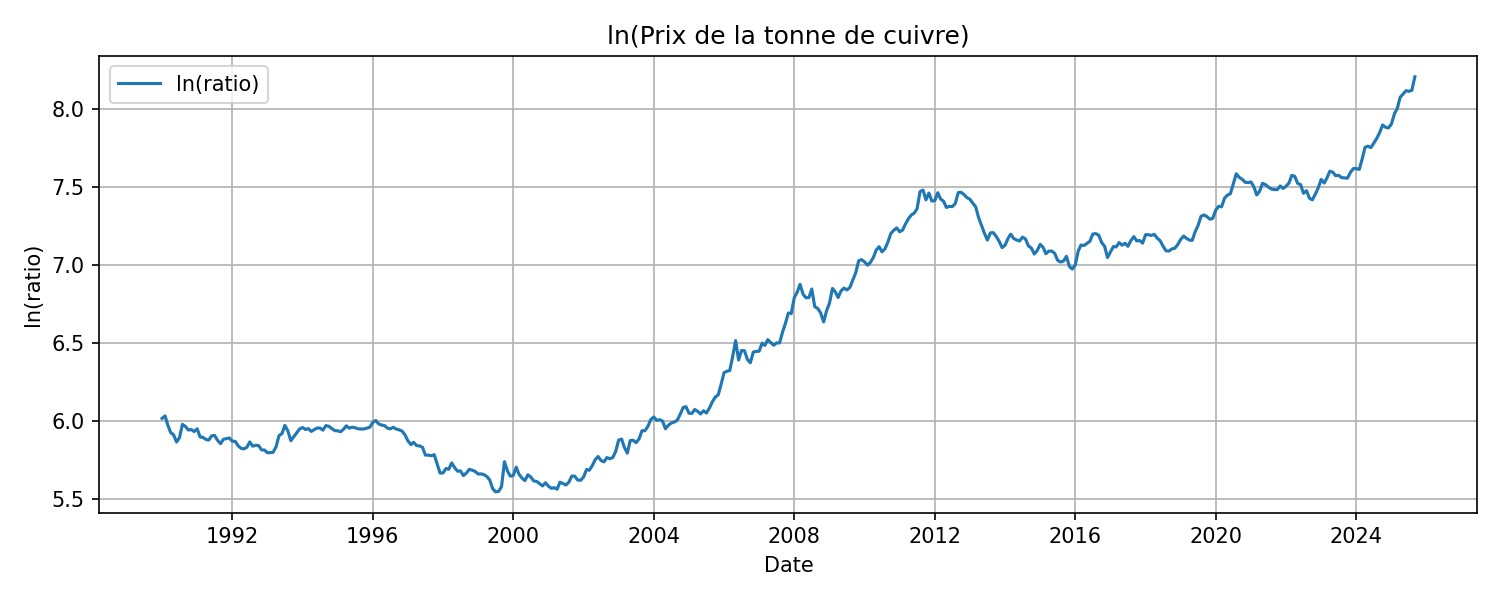 ln(Prix de la tonne de cuivre)
ln(ratio)
8.0
7.5
7.0
6.5
6.0
5.5
ln(ratio)
1992 1996 2000 2004 2008 2012 2016 2020 2024
Date